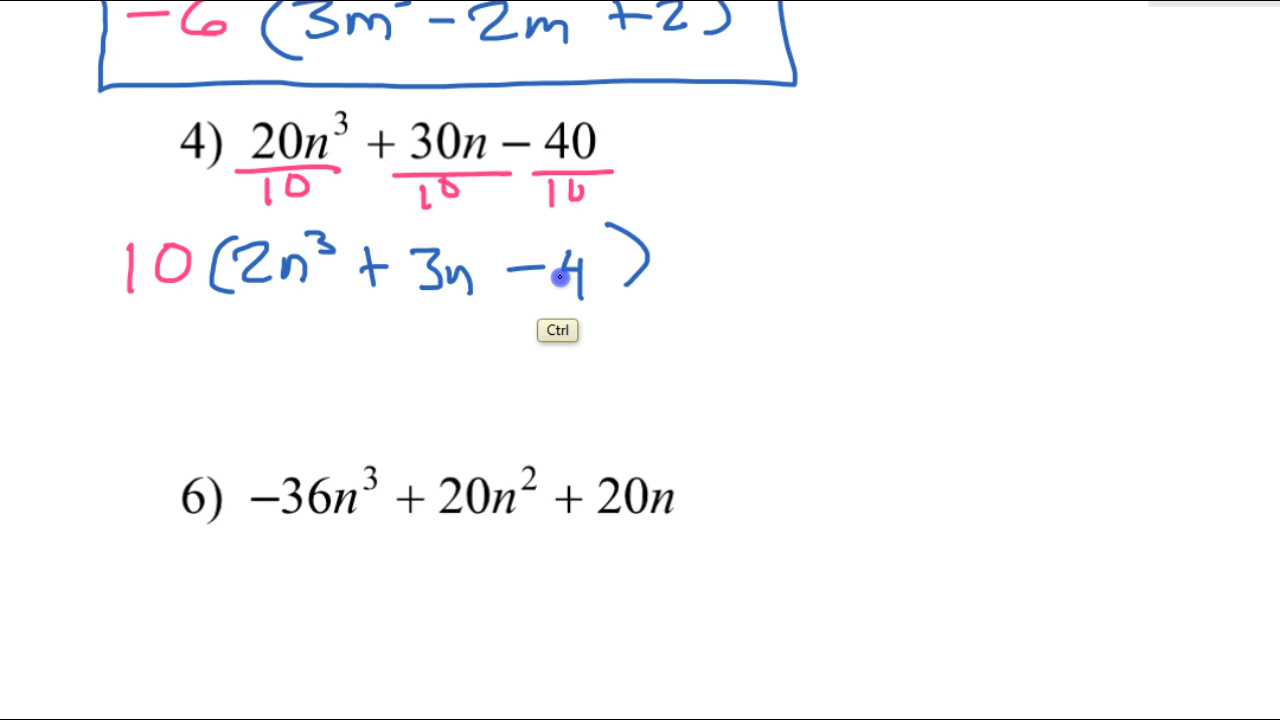 -6 (3m² - 2m + 2)
4) 20n³ + 30n − 40
10 10 10
10 (2n³ + 3n - 4)
Ctrl
6) −36n³ + 20n² + 20n